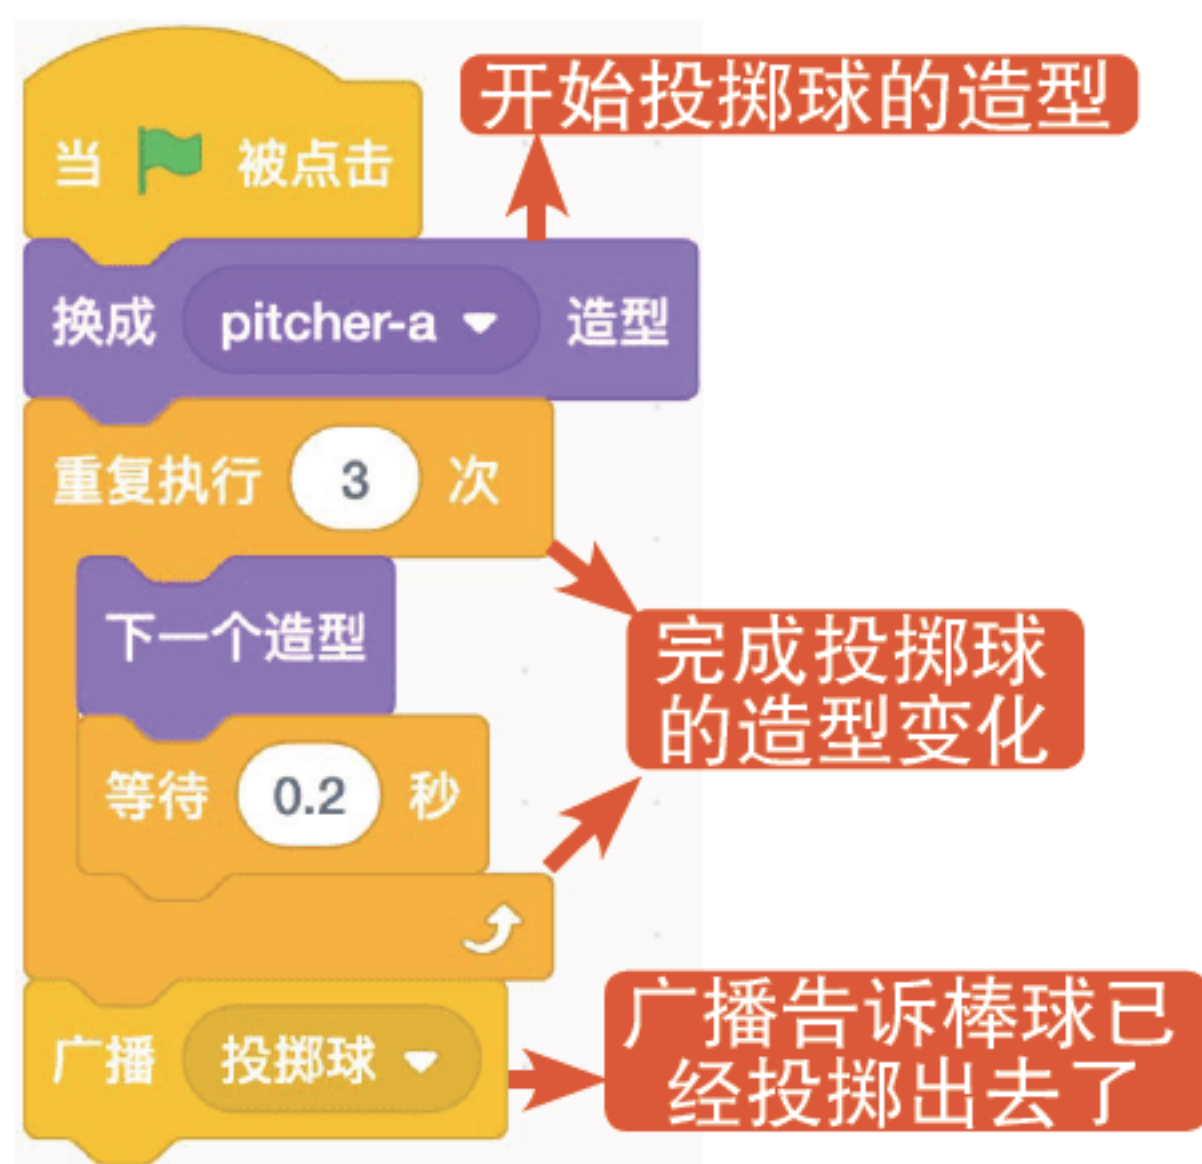 开始投掷球的造型
当 被点击
换成 pitcher-a 造型
重复执行 3 次
下一个造型
完成投掷球
的造型变化
等待 0.2 秒
广播 投掷球
广播告诉棒球已
经投掷出去了